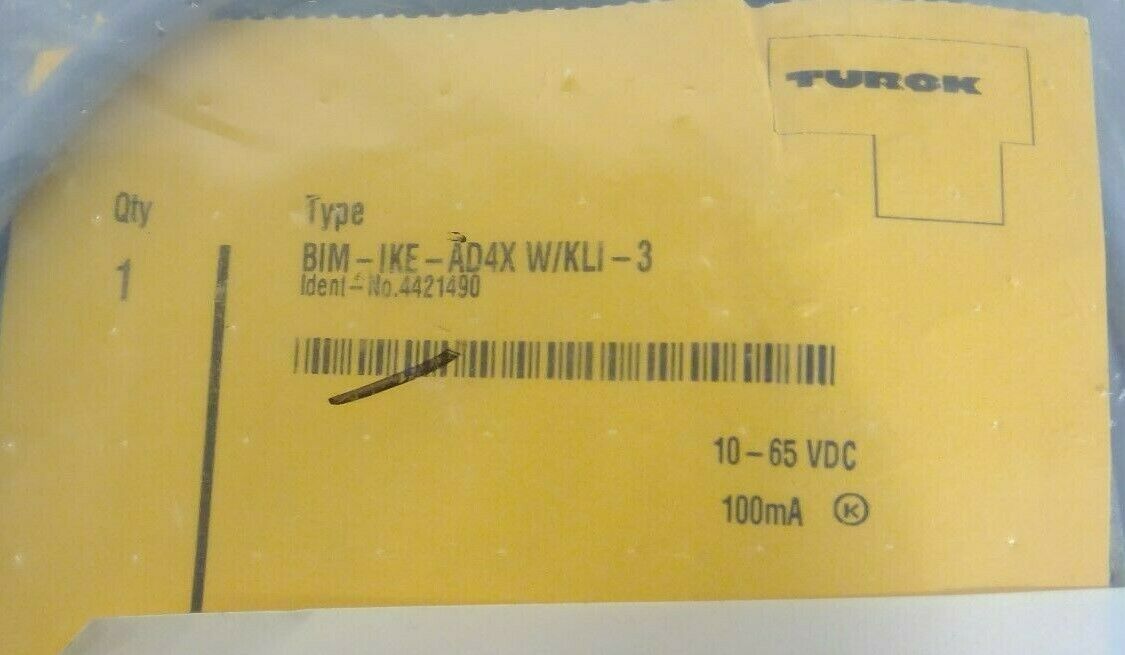 TURCK
Qty Type
1 BIM-IKE-AD4X W/KLI-3
Ident-No.4421490
10-65 VDC
100mA K